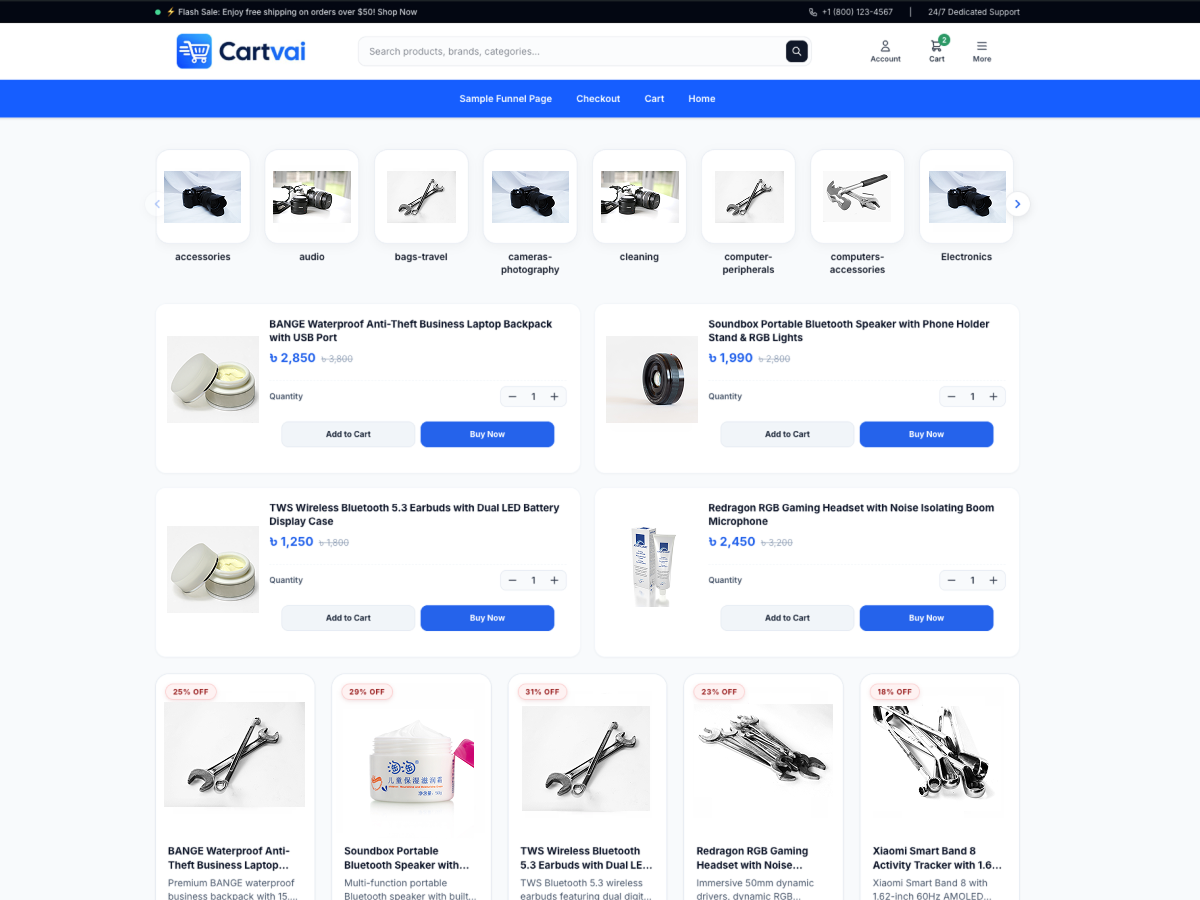 ⚡ Flash Sale: Enjoy free shipping on orders over $50! Shop Now
+1 (800) 123-4567 | 24/7 Dedicated Support
Cartvai
Search products, brands, categories...
Account
2
Cart
More
Sample Funnel Page Checkout Cart Home
accessories
audio
bags-travel
cameras-
photography
cleaning
computer-
peripherals
computers-
accessories
Electronics
BANGE Waterproof Anti-Theft Business Laptop Backpack
with USB Port
৳ 2,850 ৳ 3,800
Quantity
− 1 +
Add to Cart
Buy Now
Soundbox Portable Bluetooth Speaker with Phone Holder
Stand & RGB Lights
৳ 1,990 ৳ 2,800
Quantity
− 1 +
Add to Cart
Buy Now
TWS Wireless Bluetooth 5.3 Earbuds with Dual LED Battery
Display Case
৳ 1,250 ৳ 1,800
Quantity
− 1 +
Add to Cart
Buy Now
Redragon RGB Gaming Headset with Noise Isolating Boom
Microphone
৳ 2,450 ৳ 3,200
Quantity
− 1 +
Add to Cart
Buy Now
25% OFF
BANGE Waterproof Anti-
Theft Business Laptop...
Premium BANGE waterproof
business backpack with 15....
29% OFF
儿童保湿滋润霜
Soundbox Portable
Bluetooth Speaker with...
Multi-function portable
Bluetooth speaker with built...
31% OFF
TWS Wireless Bluetooth
5.3 Earbuds with Dual LE...
TWS Bluetooth 5.3 wireless
earbuds featuring dual digit...
23% OFF
Redragon RGB Gaming
Headset with Noise...
Immersive 50mm dynamic
drivers, dynamic RGB...
18% OFF
Xiaomi Smart Band 8
Activity Tracker with 1.6...
Xiaomi Smart Band 8 with
1.62-inch 60Hz AMOLED...